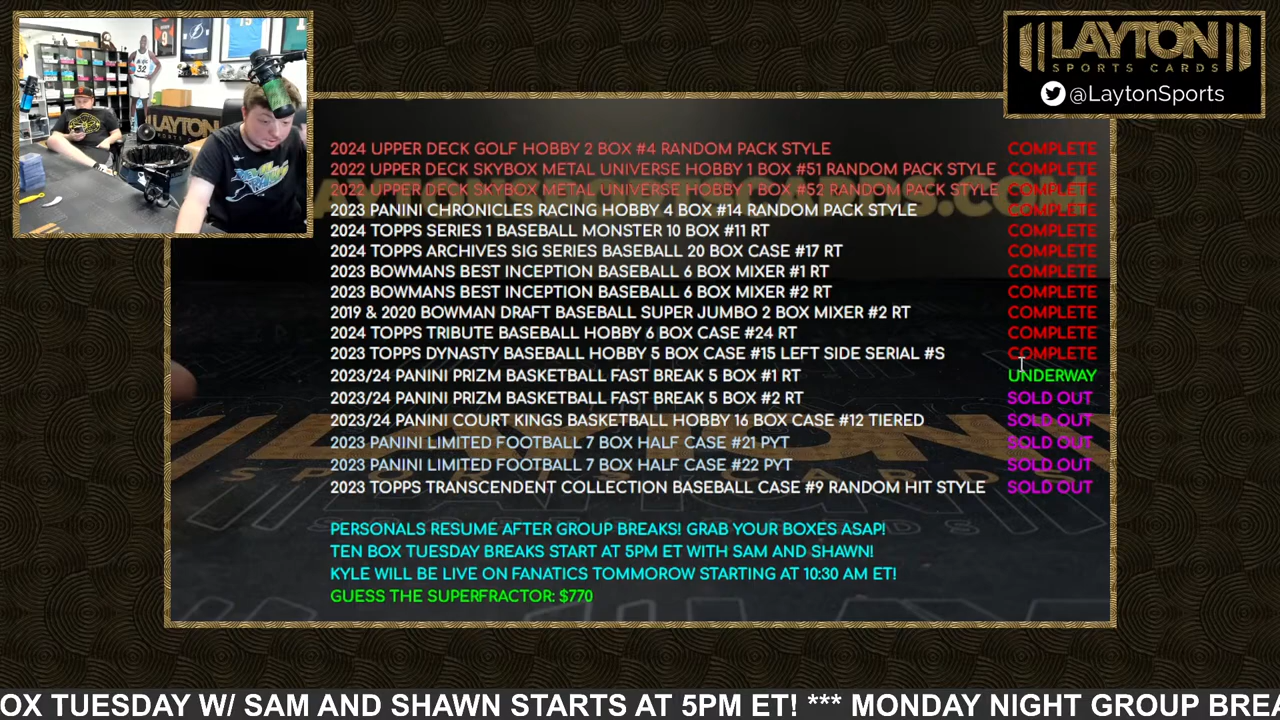 LAYTON
SPORTS CARDS
@LaytonSports
2024 UPPER DECK GOLF HOBBY 2 BOX #4 RANDOM PACK STYLE COMPLETE
2022 UPPER DECK SKYBOX METAL UNIVERSE HOBBY 1 BOX #51 RANDOM PACK STYLE COMPLETE
2022 UPPER DECK SKYBOX METAL UNIVERSE HOBBY 1 BOX #52 RANDOM PACK STYLE COMPLETE
2023 PANINI CHRONICLES RACING HOBBY 4 BOX #14 RANDOM PACK STYLE COMPLETE
2024 TOPPS SERIES 1 BASEBALL MONSTER 10 BOX #11 RT COMPLETE
2024 TOPPS ARCHIVES SIG SERIES BASEBALL 20 BOX CASE #17 RT COMPLETE
2023 BOWMANS BEST INCEPTION BASEBALL 6 BOX MIXER #1 RT COMPLETE
2023 BOWMANS BEST INCEPTION BASEBALL 6 BOX MIXER #2 RT COMPLETE
2019 & 2020 BOWMAN DRAFT BASEBALL SUPER JUMBO 2 BOX MIXER #2 RT COMPLETE
2024 TOPPS TRIBUTE BASEBALL HOBBY 6 BOX CASE #24 RT COMPLETE
2023 TOPPS DYNASTY BASEBALL HOBBY 5 BOX CASE #15 LEFT SIDE SERIAL #S COMPLETE
2023/24 PANINI PRIZM BASKETBALL FAST BREAK 5 BOX #1 RT UNDERWAY
2023/24 PANINI PRIZM BASKETBALL FAST BREAK 5 BOX #2 RT SOLD OUT
2023/24 PANINI COURT KINGS BASKETBALL HOBBY 16 BOX CASE #12 TIERED SOLD OUT
2023 PANINI LIMITED FOOTBALL 7 BOX HALF CASE #21 PYT SOLD OUT
2023 PANINI LIMITED FOOTBALL 7 BOX HALF CASE #22 PYT SOLD OUT
2023 TOPPS TRANSCENDENT COLLECTION BASEBALL CASE #9 RANDOM HIT STYLE SOLD OUT
PERSONALS RESUME AFTER GROUP BREAKS! GRAB YOUR BOXES ASAP!
TEN BOX TUESDAY BREAKS START AT 5PM ET WITH SAM AND SHAWN!
KYLE WILL BE LIVE ON FANATICS TOMMOROW STARTING AT 10:30 AM ET!
GUESS THE SUPERFRACTOR: $770
OX TUESDAY W/ SAM AND SHAWN STARTS AT 5PM ET! *** MONDAY NIGHT GROUP BREA